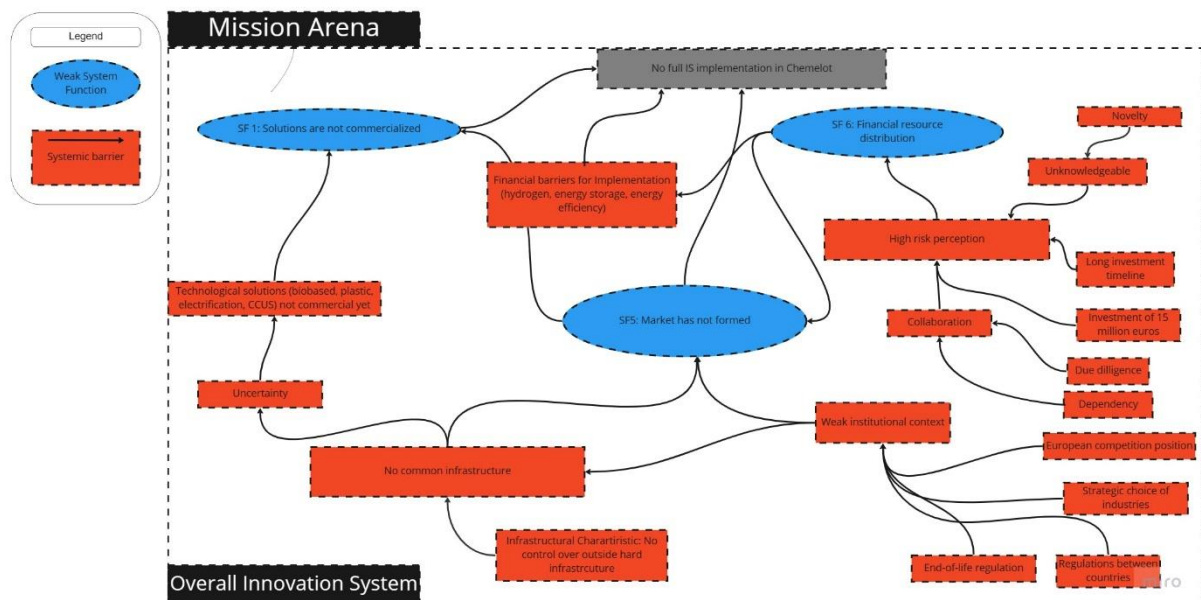 Legend
Weak System
Function
Systemic barrier
Mission Arena
No full IS implementation in Chemelot
SF 1: Solutions are not commercialized
SF 6: Financial resource
distribution
Novelty
Unknowledgeable
Financial barriers for Implementation
(hydrogen, energy storage, energy
efficiency)
High risk perception
Long investment
timeline
Technological solutions (biobased, plastic,
electrification, CCUS) not commercial yet
SF5: Market has not formed
Collaboration
Investment of 15
million euros
Due dilligence
Dependency
Uncertainty
Weak institutional context
European competition position
No common infrastructure
Strategic choice of
industries
Infrastructural Charartiristic: No
control over outside hard
infrastrcuture
End-of-life regulation
Regulations between
countries
Overall Innovation System
miro